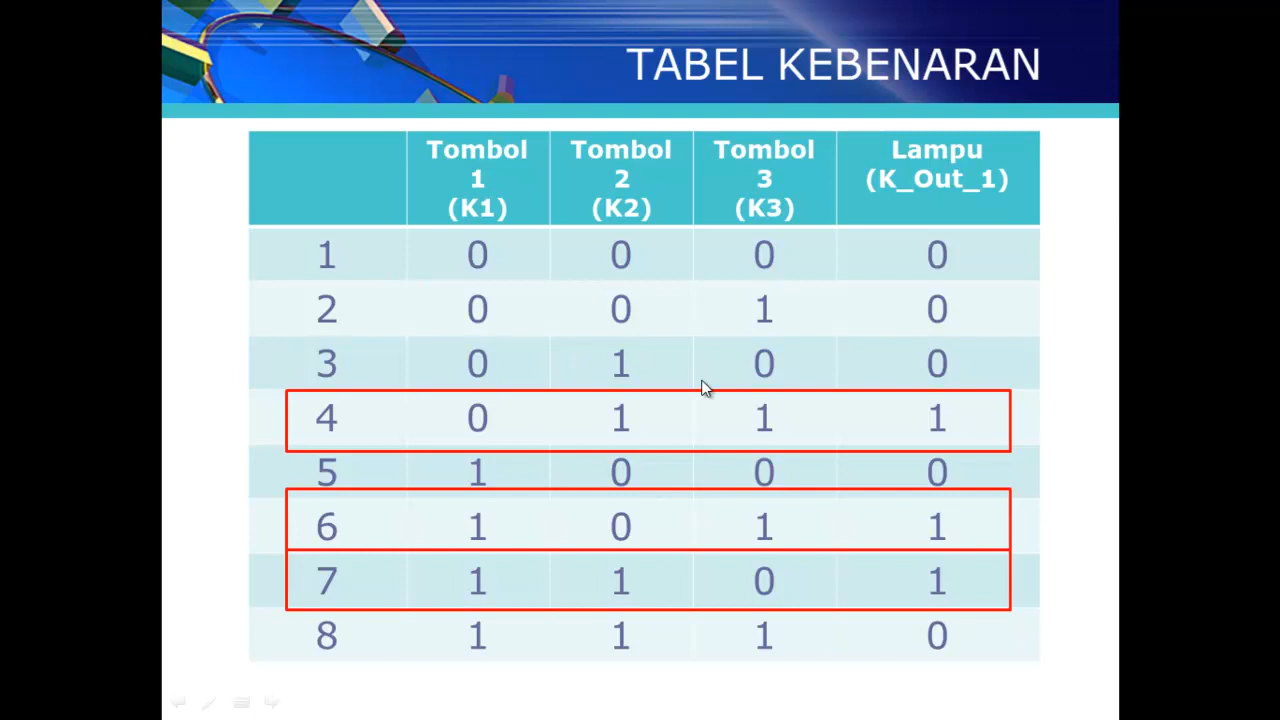 TABEL KEBENARAN
Tombol 1 (K1) Tombol 2 (K2) Tombol 3 (K3) Lampu (K_Out_1)
1 0 0 0 0
2 0 0 1 0
3 0 1 0 0
4 0 1 1 1
5 1 0 0 0
6 1 0 1 1
7 1 1 0 1
8 1 1 1 0